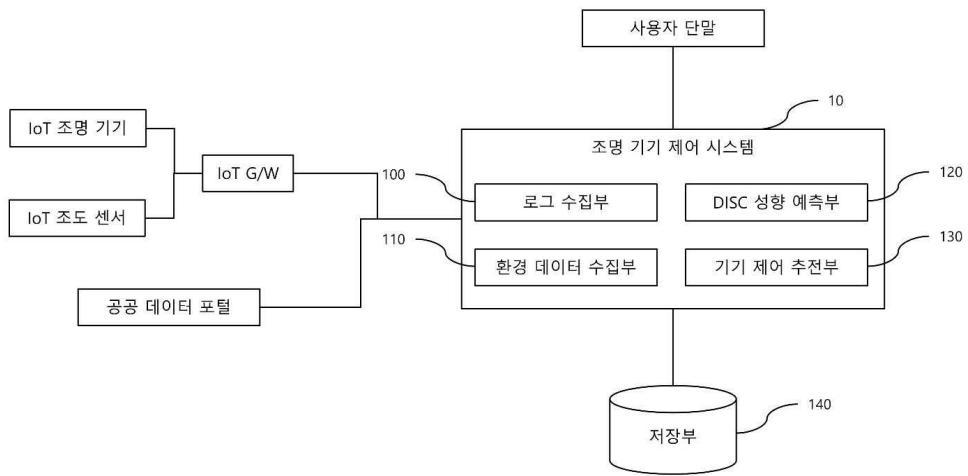 사용자 단말
10
IoT 조명 기기
조명 기기 제어 시스템
IoT G/W
100
로그 수집부
DISC 성향 예측부
120
IoT 조도 센서
110
환경 데이터 수집부
기기 제어 추전부
130
공공 데이터 포털
저장부
140